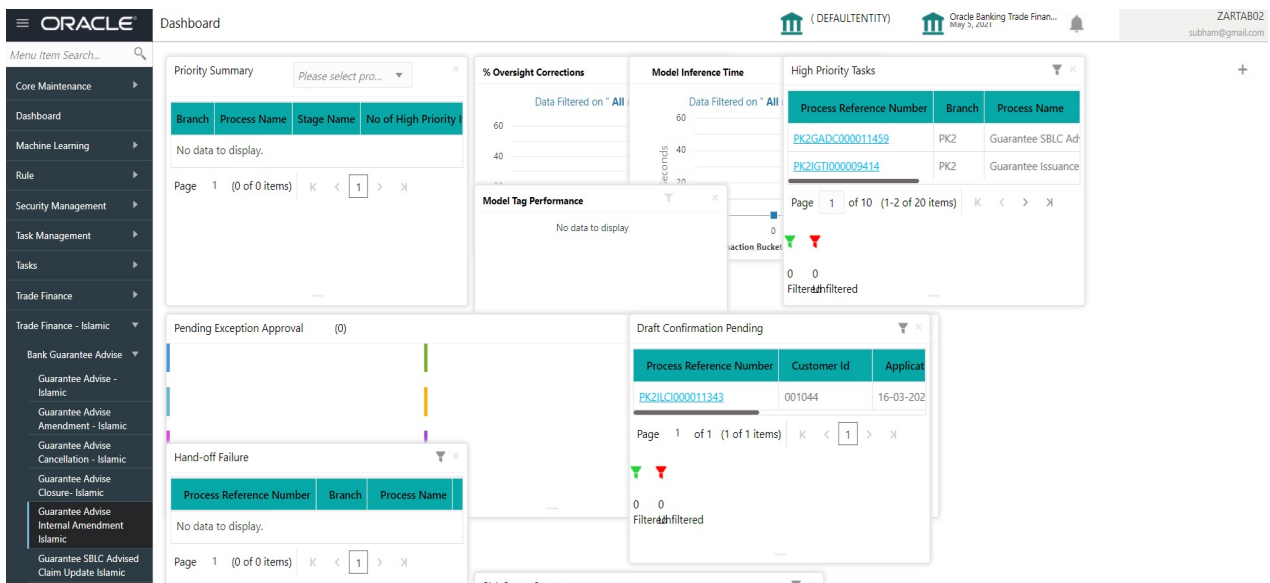 ORACLE
Dashboard
( DEFAULTENTITY)
Oracle Banking Trade Finan...
May 5, 2021
ZARTAB02
subham@gmail.com
Menu Item Search...
Core Maintenance
Dashboard
Machine Learning
Rule
Security Management
Task Management
Tasks
Trade Finance
Trade Finance - Islamic
Bank Guarantee Advise
Guarantee Advise -
Islamic
Guarantee Advise
Amendment - Islamic
Guarantee Advise
Cancellation - Islamic
Guarantee Advise
Closure- Islamic
Guarantee Advise
Internal Amendment
Islamic
Guarantee SBLC Advised
Claim Update Islamic
Priority Summary
Please select pro...
Branch Process Name Stage Name No of High Priority
No data to display.
Page 1 (0 of 0 items) 1
% Oversight Corrections
Data Filtered on " All
60
40
Model Inference Time
Data Filtered on " All
60
40
20
Seconds
0
saction Bucket
Model Tag Performance
No data to display
High Priority Tasks
Process Reference Number Branch Process Name
PK2GADC000011459 PK2 Guarantee SBLC Ad
PK2IGTI000009414 PK2 Guarantee Issuance
Page 1 of 10 (1-2 of 20 items)
0 0
Filtered Unfiltered
Pending Exception Approval (0)
Draft Confirmation Pending
Process Reference Number Customer Id Applicat
PK2ILCI000011343 001044 16-03-202
Page 1 of 1 (1 of 1 items) 1
0 0
Filtered Unfiltered
Hand-off Failure
Process Reference Number Branch Process Name
No data to display.
Page 1 (0 of 0 items) 1